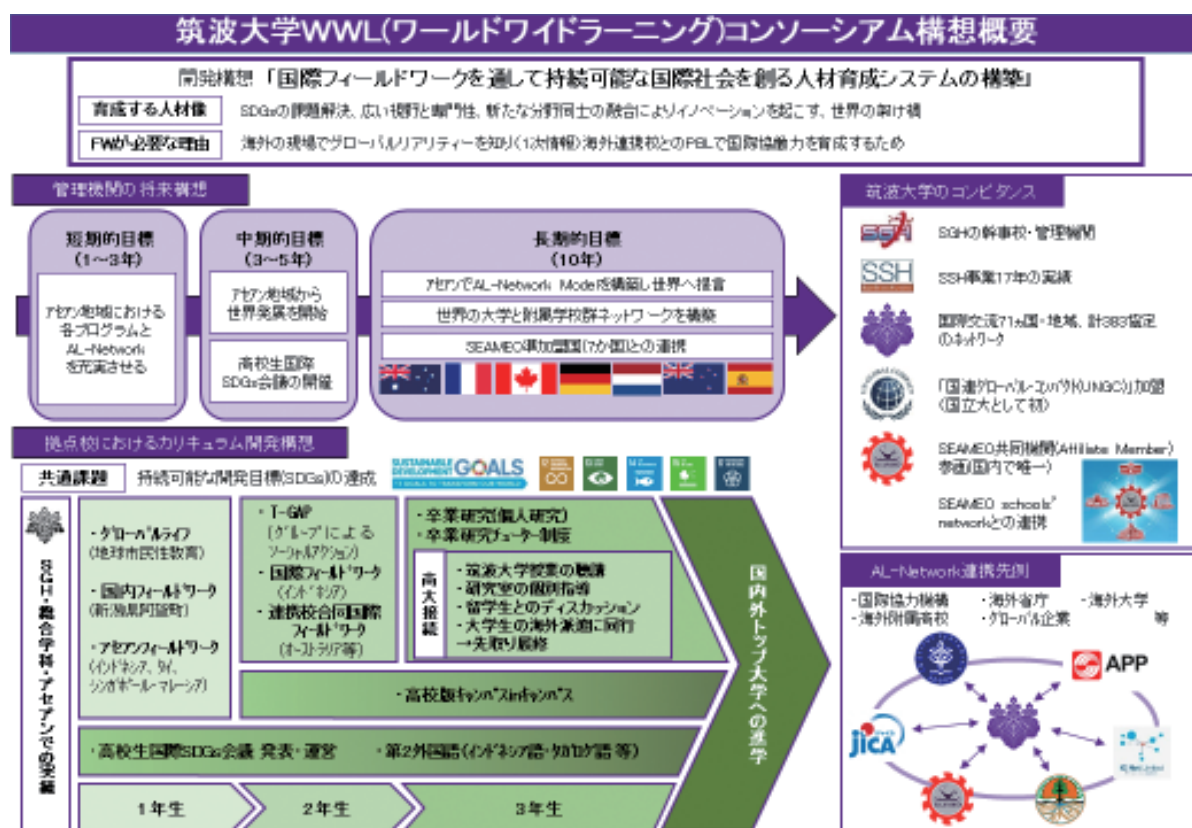 筑波大学WWL(ワールドワイドラーニング)コンソーシアム構想概要
開発構想「国際フィールドワークを通して持続可能な国際社会を創る人材育成システムの構築」
育成する人材像
SDGsの課題解決、広い視野と専門性、新たな分野同士の融合によりイノベーションを起こす、世界の架け橋
FWが必要な理由
海外の現場でグローバルリアリティーを知り(1次情報)海外連携校とのPBLで国際協働力を育成するため
管理機関の将来構想
短期的目標
(1～3年)
アセアン地域における
各プログラムと
AL-Network
を充実させる
中期的目標
(3～5年)
アセアン地域から
世界発展を開始
高校生国際
SDGs会議の開催
長期的目標
(10年)
アセアンでAL-Network Modelを構築し世界へ提言
世界の大学と附属学校群ネットワークを構築
SEAMEO準加盟国(7か国)との連携
筑波大学のコンピタンス
SGH
SGHの幹事校・管理機関
SSH
SSH事業17年の実績
国際交流71ヵ国・地域、計383協定
のネットワーク
「国連グローバル・コンパクト(UNGC)」加盟
(国立大として初)
SEAMEO共同機関(Affiliate Member)
参画(国内で唯一)
SEAMEO schools'
networkとの連携
拠点校におけるカリキュラム開発構想
共通課題
持続可能な開発目標(SDGs)の達成
SUSTAINABLE
DEVELOPMENT GOALS
SGH・総合学科・アセアンでの実績
・グローバルライフ
(地球市民性教育)
・国内フィールドワーク
(新潟県阿賀町)
・アセアンフィールドワーク
(インドネシア、タイ、
シンガポール・マレーシア)
・T-GAP
(グループによる
ソーシャルアクション)
・国際フィールドワーク
(インドネシア)
・連携校合同国際
フィールドワーク
(オーストラリア等)
・卒業研究(個人研究)
・卒業研究チューター制度
高大接続
・筑波大学授業の聴講
・研究室の個別指導
・留学生とのディスカッション
・大学生の海外派遣に同行
→先取り履修
・高校版キャンパスinキャンパス
・高校生国際SDGs会議 発表・運営
・第2外国語(インドネシア語・タガログ語 等)
1年生
2年生
3年生
国内外トップ大学への進学
AL-Network連携先例
・国際協力機構 ・海外省庁 ・海外大学
・海外附属高校 ・グローバル企業 等
APP
JICA